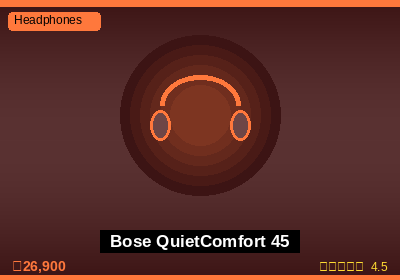 Headphones
Bose QuietComfort 45
▯26,900
▯▯▯▯▯ 4.5